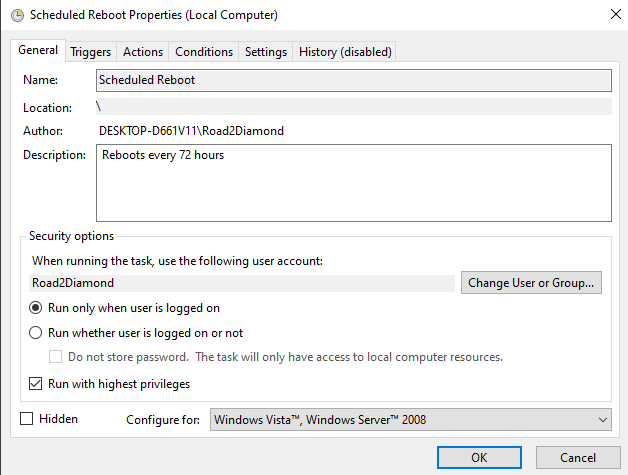 Scheduled Reboot Properties (Local Computer)
General Triggers Actions Conditions Settings History (disabled)
Name: Scheduled Reboot
Location: \
Author: DESKTOP-D661V11\Road2Diamond
Description: Reboots every 72 hours
Security options
When running the task, use the following user account:
Road2Diamond Change User or Group...
Run only when user is logged on
Run whether user is logged on or not
Do not store password. The task will only have access to local computer resources.
Run with highest privileges
Hidden Configure for: Windows Vista™, Windows Server™ 2008
OK Cancel